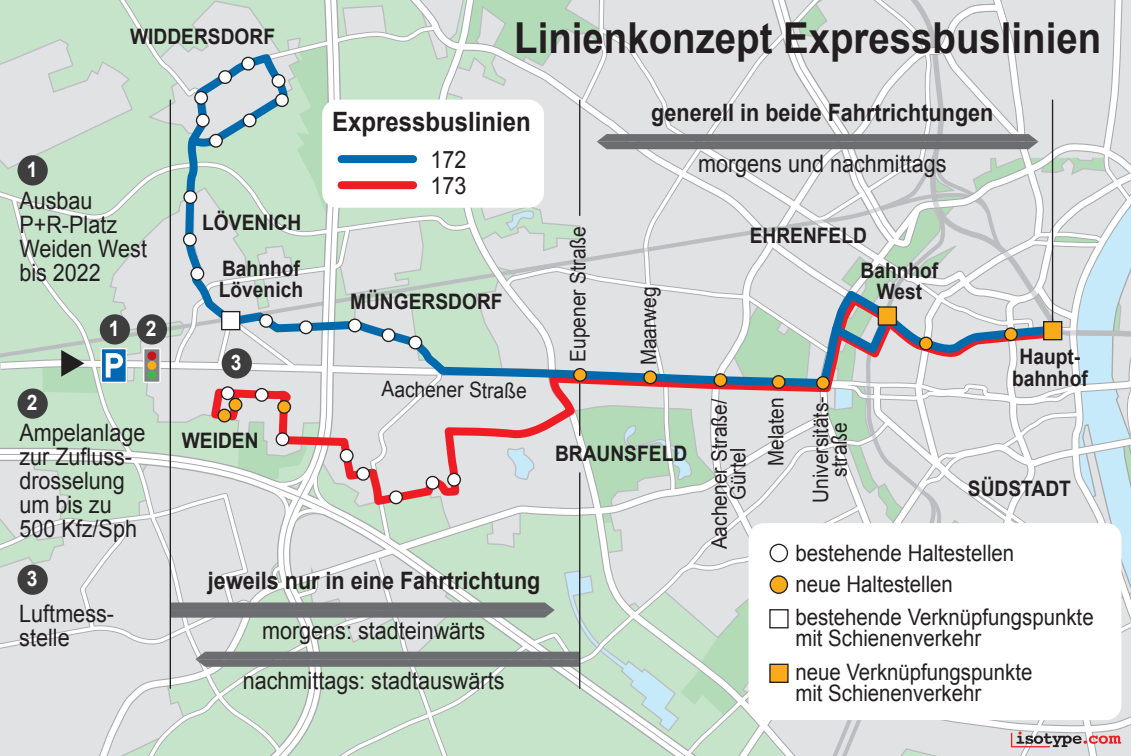 Linienkonzept Expressbuslinien
WIDDERSDORF
Expressbuslinien
172
173
generell in beide Fahrtrichtungen
morgens und nachmittags
1
Ausbau
P+R-Platz
Weiden West
bis 2022
LÖVENICH
Bahnhof
Lövenich
MÜNGERSDORF
EHRENFELD
Bahnhof
West
Haupt-
bahnhof
Eupener Straße
Maarweg
Aachener Straße/
Gürtel
Melaten
Universitäts-
straße
1
2
P
3
Aachener Straße
2
Ampelanlage
zur Zufluss-
drosselung
um bis zu
500 Kfz/Sph
WEIDEN
BRAUNSFELD
SÜDSTADT
3
Luftmess-
stelle
jeweils nur in eine Fahrtrichtung
morgens: stadteinwärts
nachmittags: stadtauswärts
bestehende Haltestellen
neue Haltestellen
bestehende Verknüpfungspunkte
mit Schienenverkehr
neue Verknüpfungspunkte
mit Schienenverkehr
isotype.com